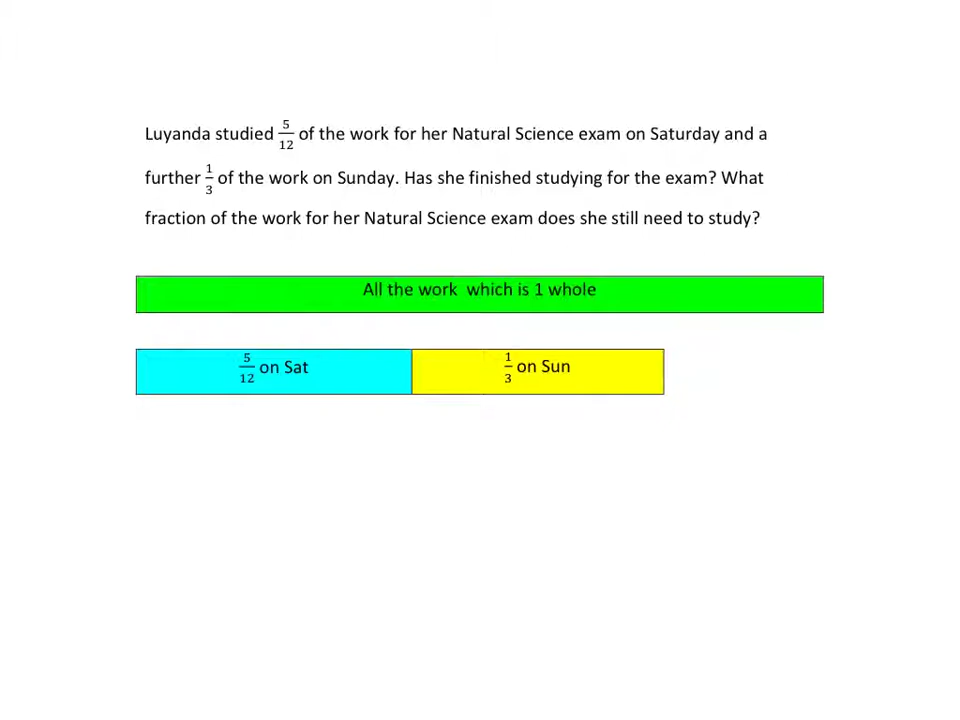 Luyanda studied 5/12 of the work for her Natural Science exam on Saturday and a
further 1/3 of the work on Sunday. Has she finished studying for the exam? What
fraction of the work for her Natural Science exam does she still need to study?
All the work which is 1 whole
5/12 on Sat
1/3 on Sun